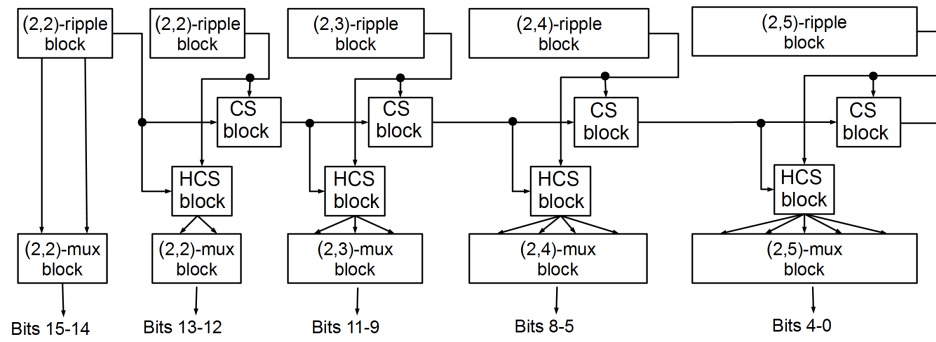 (2,2)-ripple
block
(2,2)-ripple
block
(2,3)-ripple
block
(2,4)-ripple
block
(2,5)-ripple
block
CS
block
CS
block
CS
block
CS
block
HCS
block
HCS
block
HCS
block
HCS
block
(2,2)-mux
block
(2,2)-mux
block
(2,3)-mux
block
(2,4)-mux
block
(2,5)-mux
block
Bits 15-14
Bits 13-12
Bits 11-9
Bits 8-5
Bits 4-0